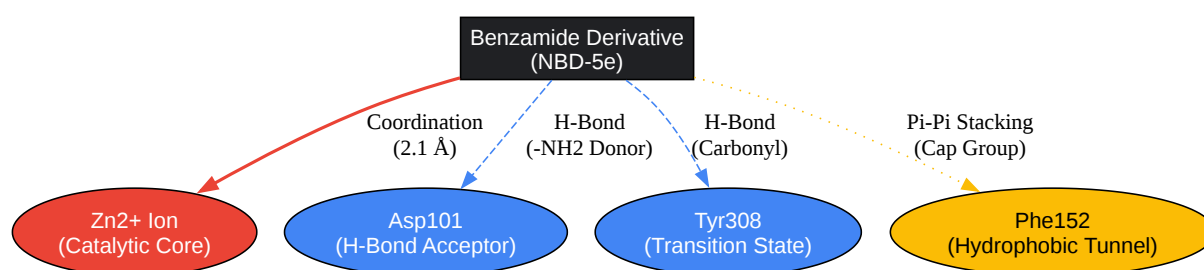 Benzamide Derivative
(NBD-5e)
Coordination
(2.1 Å)
H-Bond
(-NH2 Donor)
H-Bond
(Carbonyl)
Pi-Pi Stacking
(Cap Group)
Zn2+ Ion
(Catalytic Core)
Asp101
(H-Bond Acceptor)
Tyr308
(Transition State)
Phe152
(Hydrophobic Tunnel)